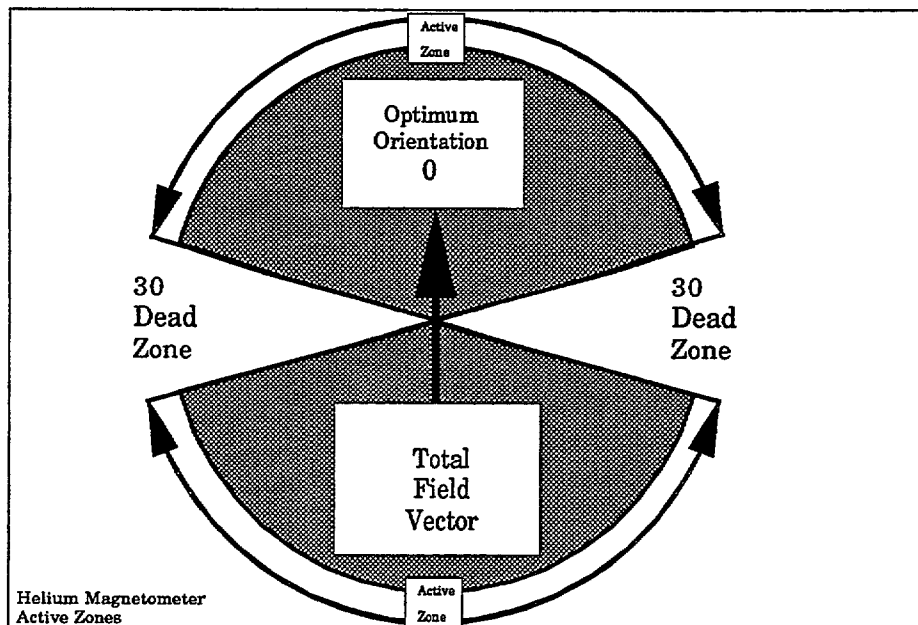 Active
Zone
Optimum
Orientation
0
30
Dead
Zone
30
Dead
Zone
Total
Field
Vector
Active
Zone
Helium Magnetometer
Active Zones